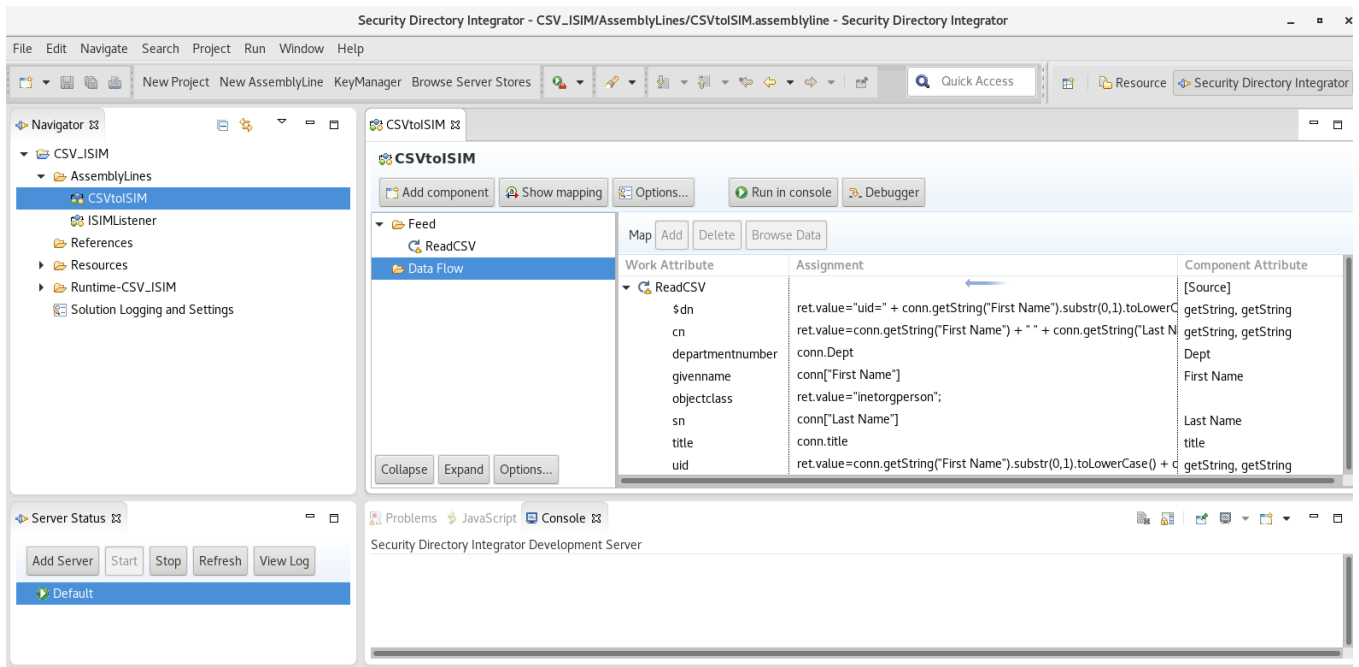 Security Directory Integrator - CSV_ISIM/AssemblyLines/CSVtoISIM.assemblyline - Security Directory Integrator
File Edit Navigate Search Project Run Window Help
New Project New AssemblyLine KeyManager Browse Server Stores Quick Access Resource Security Directory Integrator
Navigator
CSV_ISIM
AssemblyLines
CSVtoISIM
ISIMListener
References
Resources
Runtime-CSV_ISIM
Solution Logging and Settings
CSVtoISIM
CSVtoISIM
Add component Show mapping Options... Run in console Debugger
Feed
ReadCSV
Data Flow
Collapse Expand Options...
Map Add Delete Browse Data
Work Attribute Assignment Component Attribute
ReadCSV [Source]
$dn ret.value="uid=" + conn.getString("First Name").substr(0,1).toLowerC getString, getString
cn ret.value=conn.getString("First Name") + " " + conn.getString("Last N getString, getString
departmentnumber conn.Dept Dept
givenname conn["First Name"] First Name
objectclass ret.value="inetorgperson";
sn conn["Last Name"] Last Name
title conn.title title
uid ret.value=conn.getString("First Name").substr(0,1).toLowerCase() + c getString, getString
Server Status
Add Server Start Stop Refresh View Log
Default
Problems JavaScript Console
Security Directory Integrator Development Server